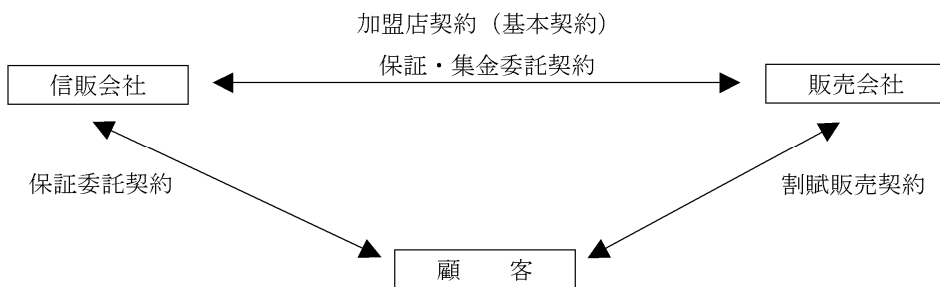 加盟店契約（基本契約）
保証・集金委託契約
信販会社
販売会社
保証委託契約
割賦販売契約
顧　　客